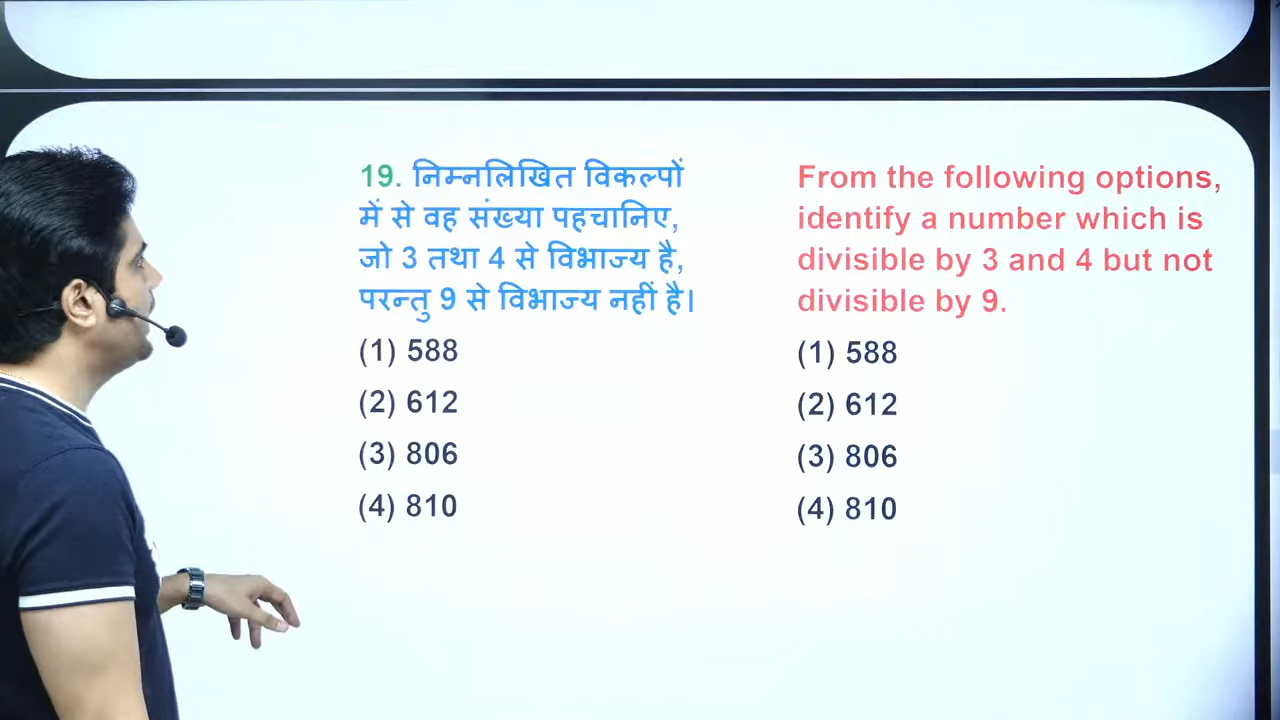 19. निम्नलिखित विकल्पों
में से वह संख्या पहचानिए,
जो 3 तथा 4 से विभाज्य है,
परन्तु 9 से विभाज्य नहीं है।
(1) 588
(2) 612
(3) 806
(4) 810
From the following options,
identify a number which is
divisible by 3 and 4 but not
divisible by 9.
(1) 588
(2) 612
(3) 806
(4) 810